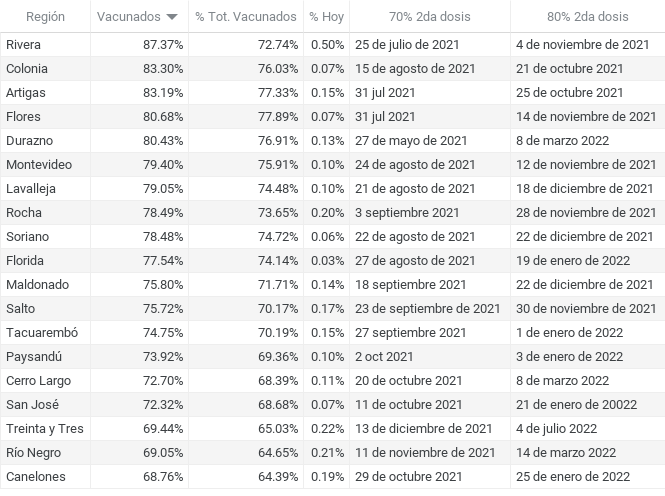 Región Vacunados % Tot. Vacunados % Hoy 70% 2da dosis 80% 2da dosis
Rivera 87.37% 72.74% 0.50% 25 de julio de 2021 4 de noviembre de 2021
Colonia 83.30% 76.03% 0.07% 15 de agosto de 2021 21 de octubre 2021
Artigas 83.19% 77.33% 0.15% 31 jul 2021 25 de octubre 2021
Flores 80.68% 77.89% 0.07% 31 jul 2021 14 de noviembre de 2021
Durazno 80.43% 76.91% 0.13% 27 de mayo de 2021 8 de marzo 2022
Montevideo 79.40% 75.91% 0.10% 24 de agosto de 2021 12 de noviembre de 2021
Lavalleja 79.05% 74.48% 0.10% 21 de agosto de 2021 18 de diciembre de 2021
Rocha 78.49% 73.65% 0.20% 3 septiembre 2021 28 de noviembre de 2021
Soriano 78.48% 74.72% 0.06% 22 de agosto de 2021 22 de diciembre de 2021
Florida 77.54% 74.14% 0.03% 27 de agosto de 2021 19 de enero de 2022
Maldonado 75.80% 71.71% 0.14% 18 septiembre 2021 22 de diciembre de 2021
Salto 75.72% 70.17% 0.17% 23 de septiembre de 2021 30 de noviembre de 2021
Tacuarembó 74.75% 70.19% 0.15% 27 septiembre 2021 1 de enero de 2022
Paysandú 73.92% 69.36% 0.10% 2 oct 2021 3 de enero de 2022
Cerro Largo 72.70% 68.39% 0.11% 20 de octubre 2021 8 de marzo 2022
San José 72.32% 68.68% 0.07% 11 de octubre 2021 21 de enero de 20022
Treinta y Tres 69.44% 65.03% 0.22% 13 de diciembre de 2021 4 de julio 2022
Río Negro 69.05% 64.65% 0.21% 11 de noviembre de 2021 14 de marzo 2022
Canelones 68.76% 64.39% 0.19% 29 de octubre 2021 25 de enero de 2022